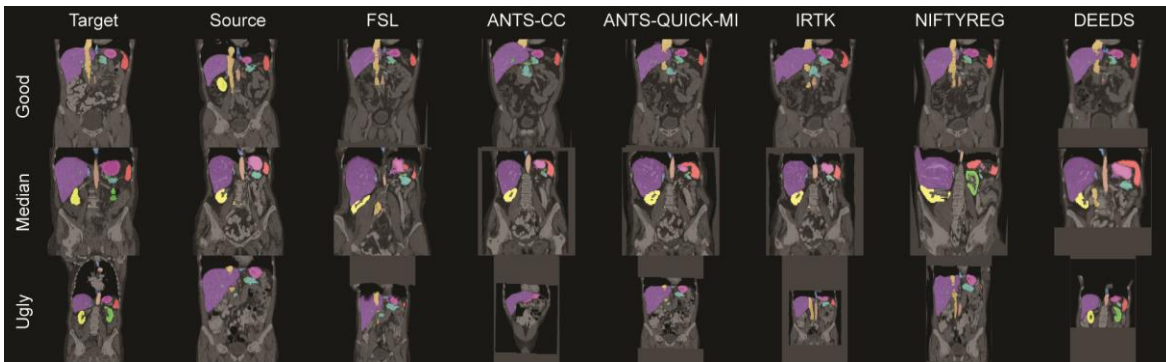 Target Source FSL ANTS-CC ANTS-QUICK-MI IRTK NIFTYREG DEEDS
Good
Median
Ugly